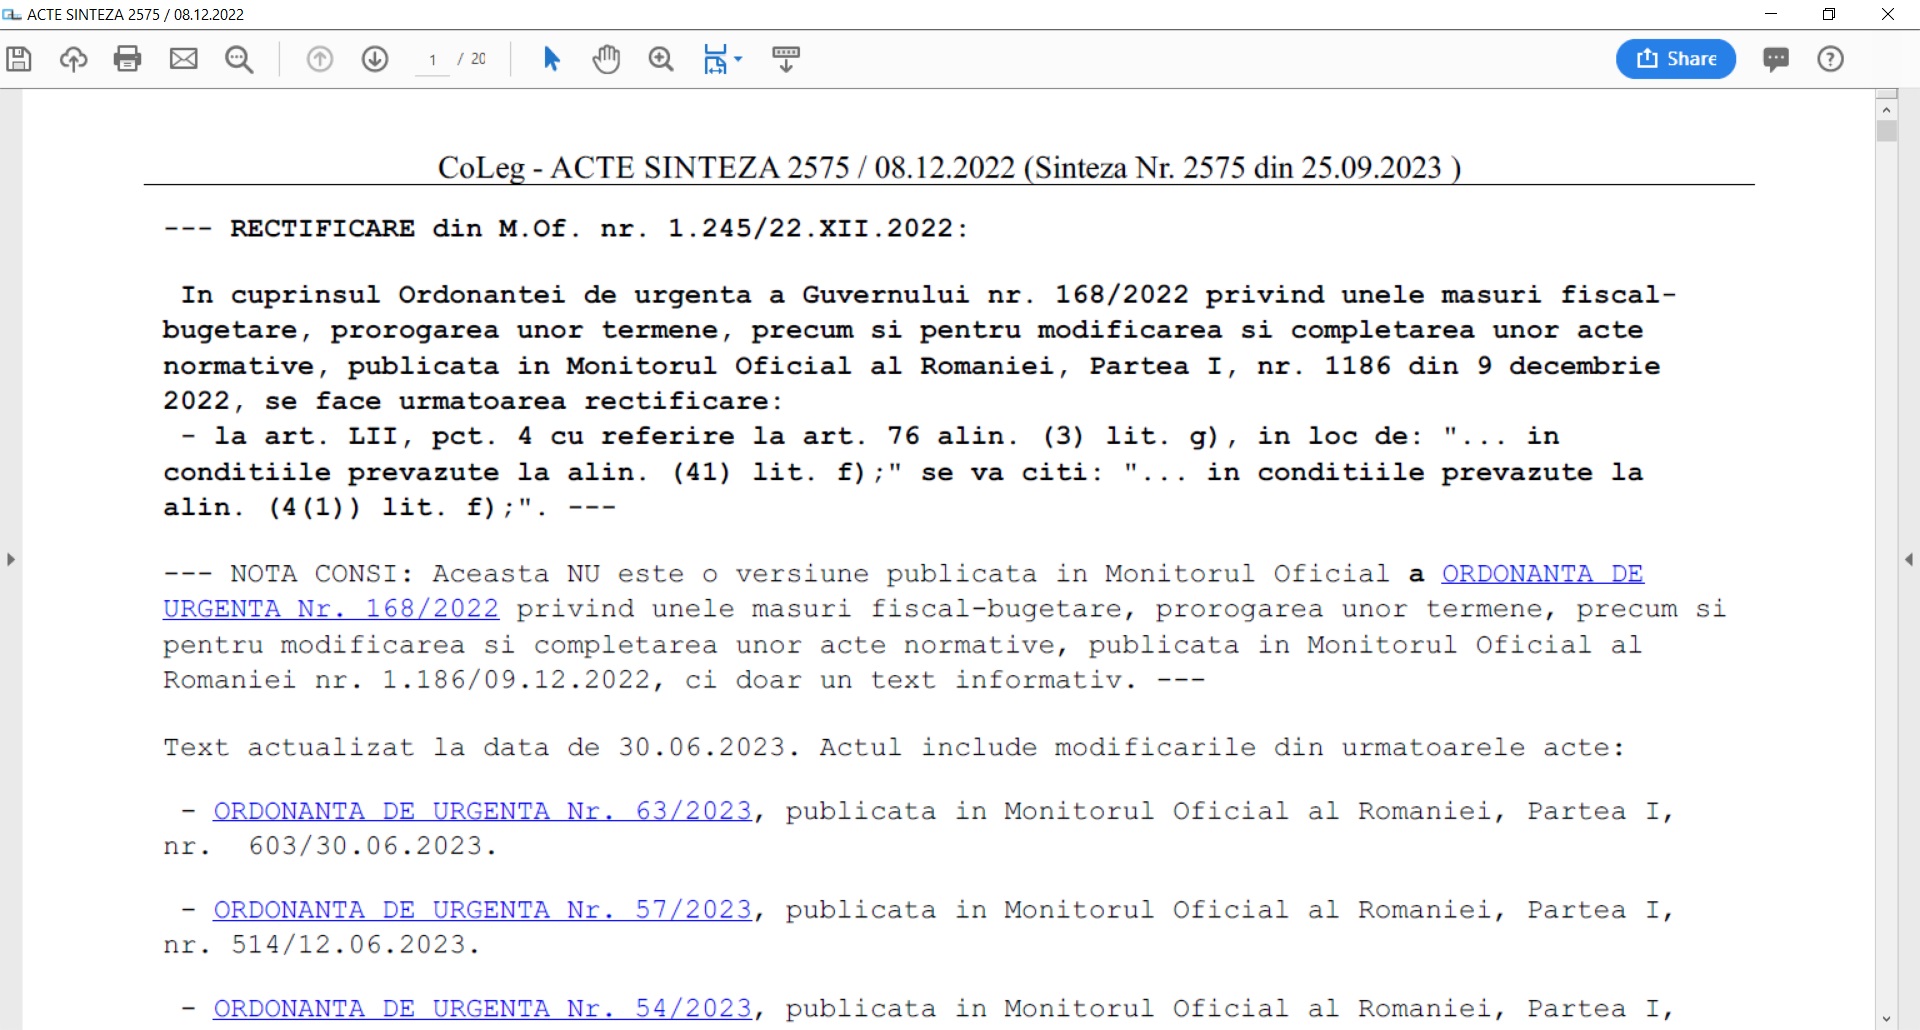 ACTE SINTEZA 2575 / 08.12.2022
1 / 20
Share
CoLeg - ACTE SINTEZA 2575 / 08.12.2022 (Sinteza Nr. 2575 din 25.09.2023 )
--- RECTIFICARE din M.Of. nr. 1.245/22.XII.2022:
In cuprinsul Ordonantei de urgenta a Guvernului nr. 168/2022 privind unele masuri fiscal-
bugetare, prorogarea unor termene, precum si pentru modificarea si completarea unor acte
normative, publicata in Monitorul Oficial al Romaniei, Partea I, nr. 1186 din 9 decembrie
2022, se face urmatoarea rectificare:
- la art. LII, pct. 4 cu referire la art. 76 alin. (3) lit. g), in loc de: "... in
conditiile prevazute la alin. (41) lit. f);" se va citi: "... in conditiile prevazute la
alin. (4(1)) lit. f);". ---
--- NOTA CONSI: Aceasta NU este o versiune publicata in Monitorul Oficial a ORDONANTA DE
URGENTA Nr. 168/2022 privind unele masuri fiscal-bugetare, prorogarea unor termene, precum si
pentru modificarea si completarea unor acte normative, publicata in Monitorul Oficial al
Romaniei nr. 1.186/09.12.2022, ci doar un text informativ. ---
Text actualizat la data de 30.06.2023. Actul include modificarile din urmatoarele acte:
- ORDONANTA DE URGENTA Nr. 63/2023, publicata in Monitorul Oficial al Romaniei, Partea I,
nr.  603/30.06.2023.
- ORDONANTA DE URGENTA Nr. 57/2023, publicata in Monitorul Oficial al Romaniei, Partea I,
nr. 514/12.06.2023.
- ORDONANTA DE URGENTA Nr. 54/2023, publicata in Monitorul Oficial al Romaniei, Partea I,